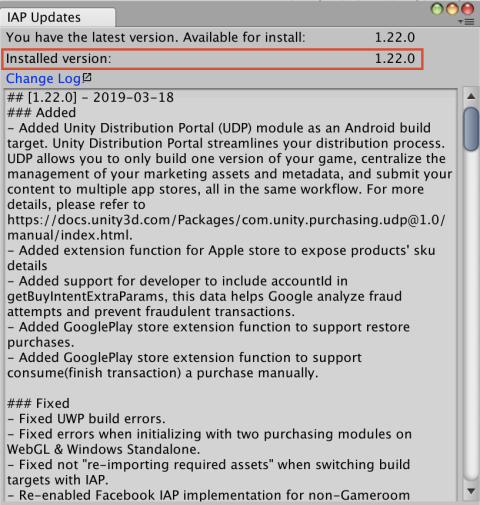 IAP Updates
You have the latest version. Available for install: 1.22.0
Installed version: 1.22.0
Change Log
## [1.22.0] - 2019-03-18
### Added
- Added Unity Distribution Portal (UDP) module as an Android build
target. Unity Distribution Portal streamlines your distribution process.
UDP allows you to only build one version of your game, centralize the
management of your marketing assets and metadata, and submit your
content to multiple app stores, all in the same workflow. For more
details, please refer to
https://docs.unity3d.com/Packages/com.unity.purchasing.udp@1.0/
manual/index.html.
- Added extension function for Apple store to expose products' sku
details
- Added support for developer to include accountId in
getBuyIntentExtraParams, this data helps Google analyze fraud
attempts and prevent fraudulent transactions.
- Added GooglePlay store extension function to support restore
purchases.
- Added GooglePlay store extension function to support
consume(finish transaction) a purchase manually.
### Fixed
- Fixed UWP build errors.
- Fixed errors when initializing with two purchasing modules on
WebGL & Windows Standalone.
- Fixed not "re-importing required assets" when switching build
targets with IAP.
- Re-enabled Facebook IAP implementation for non-Gameroom